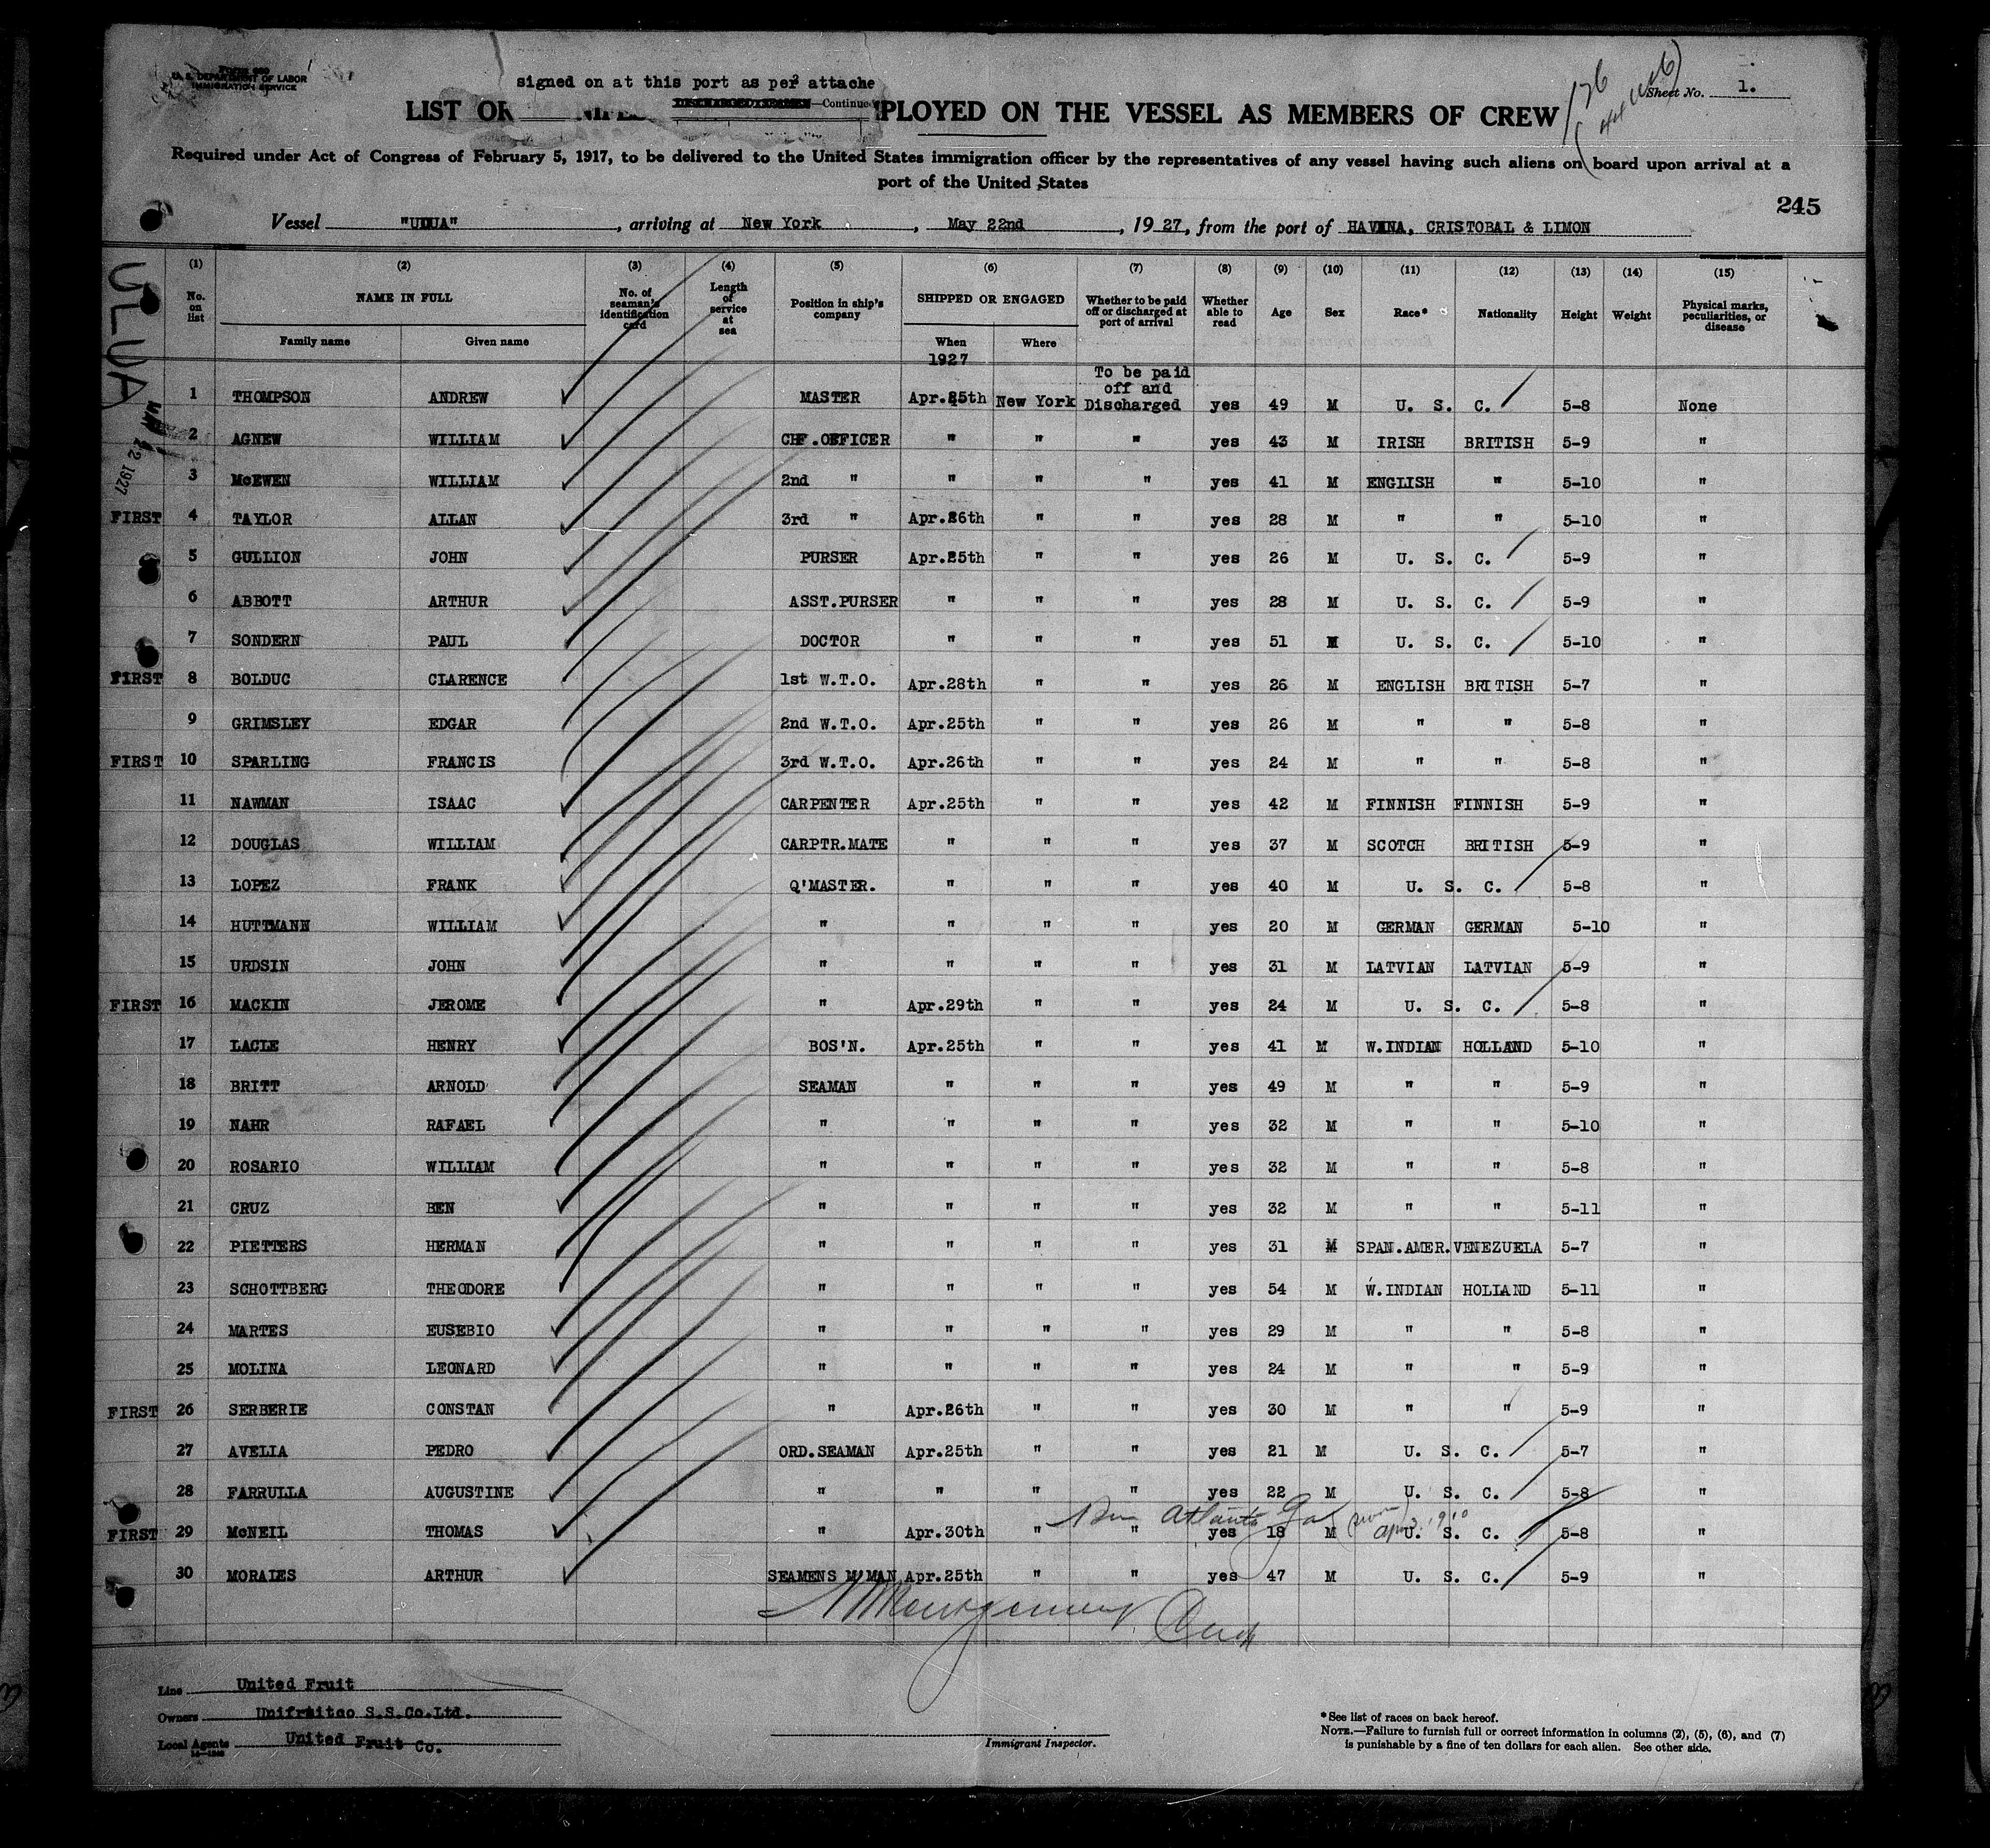 Form 680
U. S. DEPARTMENT OF LABOR
IMMIGRATION SERVICE
signed on at this port as per attache
Continue
Sheet No. 1.
LIST OR PLOYED ON THE VESSEL AS MEMBERS OF CREW
Required under Act of Congress of February 5, 1917, to be delivered to the United States immigration officer by the representatives of any vessel having such aliens on board upon arrival at a
port of the United States
245
Vessel "ULUA", arriving at New York, May 22nd, 1927, from the port of HAVANA, CRISTOBAL & LIMON
ULUA
(1) (2) (3) (4) (5) (6) (7) (8) (9) (10) (11) (12) (13) (14) (15)
No. on list NAME IN FULL No. of seaman's identification card Length of service at sea Position in ship's company SHIPPED OR ENGAGED Whether to be paid off or discharged at port of arrival Whether able to read Age Sex Race* Nationality Height Weight Physical marks, peculiarities, or disease
Family name Given name When Where
1927
To be paid
off and
1 THOMPSON ANDREW MASTER Apr.25th New York Discharged yes 49 M U. S. C. 5-8 None
2 AGNEW WILLIAM CHF.OFFICER " " " yes 43 M IRISH BRITISH 5-9 "
3 McEWEN WILLIAM 2nd " " " " yes 41 M ENGLISH " 5-10 "
FIRST 4 TAYLOR ALLAN 3rd " Apr.26th " " yes 28 M " " 5-10 "
5 GULLION JOHN PURSER Apr.25th " " yes 26 M U. S. C. 5-9 "
6 ABBOTT ARTHUR ASST.PURSER " " " yes 28 M U. S. C. 5-9 "
7 SONDERN PAUL DOCTOR " " " yes 51 M U. S. C. 5-10 "
FIRST 8 BOLDUC CLARENCE 1st W.T.O. Apr.28th " " yes 26 M ENGLISH BRITISH 5-7 "
9 GRIMSLEY EDGAR 2nd W.T.O. Apr.25th " " yes 26 M " " 5-8 "
FIRST 10 SPARLING FRANCIS 3rd W.T.O. Apr.26th " " yes 24 M " " 5-8 "
11 NAWMAN ISAAC CARPENTER Apr.25th " " yes 42 M FINNISH FINNISH 5-9 "
12 DOUGLAS WILLIAM CARPTR.MATE " " " yes 37 M SCOTCH BRITISH 5-9 "
13 LOPEZ FRANK Q'MASTER. " " " yes 40 M U. S. C. 5-8 "
14 HUTTMANN WILLIAM " " " " yes 20 M GERMAN GERMAN 5-10 "
15 URDSIN JOHN " " " " yes 31 M LATVIAN LATVIAN 5-9 "
FIRST 16 MACKIN JEROME " Apr.29th " " yes 24 M U. S. C. 5-8 "
17 LACLE HENRY BOS'N. Apr.25th " " yes 41 M W.INDIAN HOLLAND 5-10 "
18 BRITT ARNOLD SEAMAN " " " yes 49 M " " 5-9 "
19 NAHR RAFAEL " " " " yes 32 M " " 5-10 "
20 ROSARIO WILLIAM " " " " yes 32 M " " 5-8 "
21 CRUZ BEN " " " " yes 32 M " " 5-11 "
22 PIETTERS HERMAN " " " " yes 31 M SPAN.AMER. VENEZUELA 5-7 "
23 SCHOTTBERG THEODORE " " " " yes 54 M W.INDIAN HOLLAND 5-11 "
24 MARTES EUSEBIO " " " " yes 29 M " " 5-8 "
25 MOLINA LEONARD " " " " yes 24 M " " 5-9 "
FIRST 26 SERBERIE CONSTAN " Apr.26th " " yes 30 M " " 5-9 "
27 AVELIA PEDRO ORD.SEAMAN Apr.25th " " yes 21 M U. S. C. 5-7 "
28 FARRULLA AUGUSTINE " " " " yes 22 M U. S. C. 5-8 "
Atlanta Ga
FIRST 29 McNEIL THOMAS " Apr.30th " " yes 18 M U. S. C. 5-8 "
30 MORALES ARTHUR SEAMENS M'MAN Apr.25th " " yes 47 M U. S. C. 5-9 "
Montgomery
Line United Fruit
Owners Unifruitco S.S.Co.Ltd.
Local Agents United Fruit Co.
Immigrant Inspector.
*See list of races on back hereof.
NOTE.—Failure to furnish full or correct information in columns (2), (5), (6), and (7)
is punishable by a fine of ten dollars for each alien. See other side.